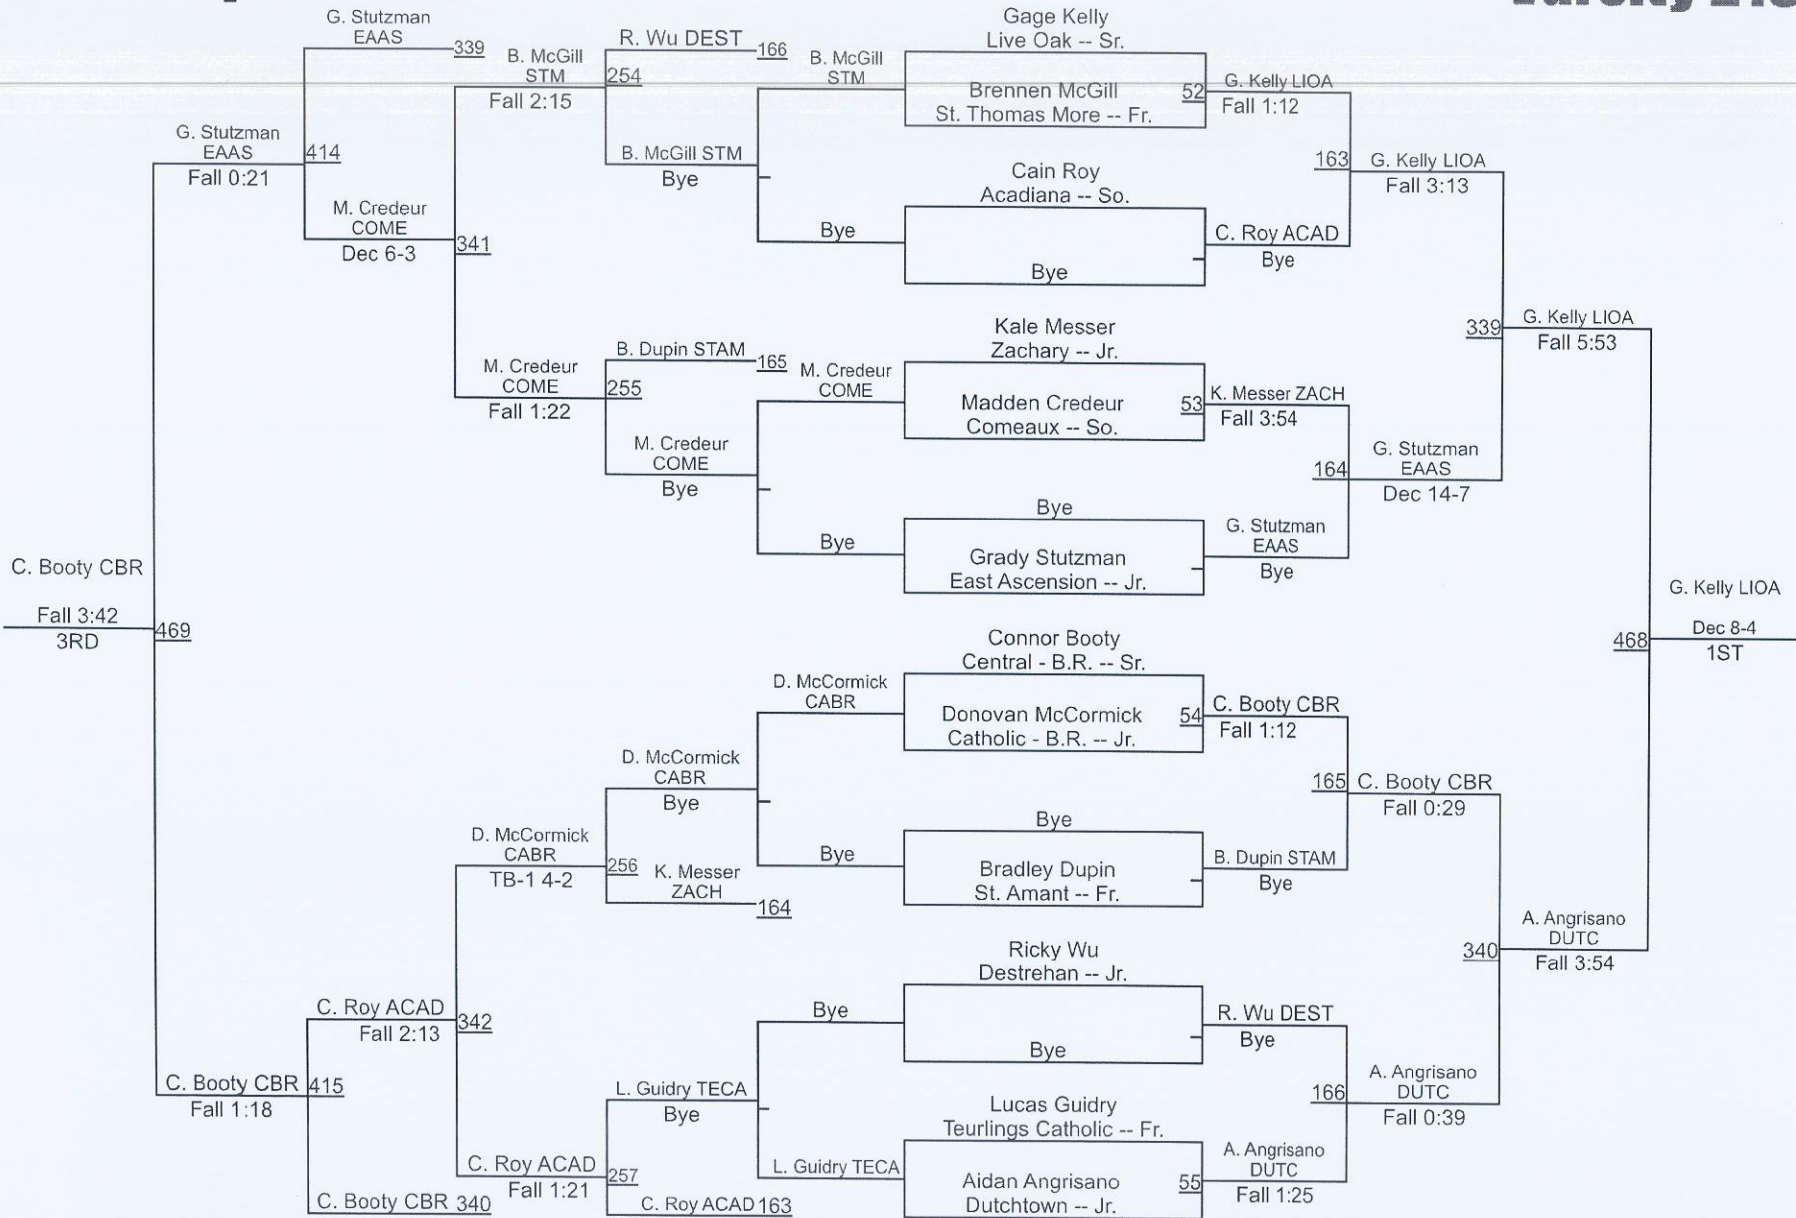 G. Stutzman
EAAS
339
B. McGill
STM
Fall 2:15
R. Wu DEST
166
254
B. McGill
STM
Gage Kelly
Live Oak -- Sr.
Brennen McGill
St. Thomas More -- Fr.
52
G. Kelly LIOA
Fall 1:12
G. Stutzman
EAAS
Fall 0:21
414
B. McGill STM
Bye
Cain Roy
Acadiana -- So.
Bye
Bye
C. Roy ACAD
Bye
163
G. Kelly LIOA
Fall 3:13
M. Credeur
COME
Dec 6-3
341
Kale Messer
Zachary -- Jr.
Madden Credeur
Comeaux -- So.
53
K. Messer ZACH
Fall 3:54
339
G. Kelly LIOA
Fall 5:53
M. Credeur
COME
Fall 1:22
B. Dupin STAM
165
255
M. Credeur
COME
M. Credeur
COME
Bye
Bye
Bye
Grady Stutzman
East Ascension -- Jr.
G. Stutzman
EAAS
Bye
164
G. Stutzman
EAAS
Dec 14-7
C. Booty CBR
Fall 3:42
3RD
469
G. Kelly LIOA
468
Dec 8-4
1ST
Connor Booty
Central - B.R. -- Sr.
Donovan McCormick
Catholic - B.R. -- Jr.
54
C. Booty CBR
Fall 1:12
D. McCormick
CABR
D. McCormick
CABR
Bye
165
C. Booty CBR
Fall 0:29
Bye
Bye
Bradley Dupin
St. Amant -- Fr.
B. Dupin STAM
Bye
D. McCormick
CABR
TB-1 4-2
256
K. Messer
ZACH
164
Ricky Wu
Destrehan -- Jr.
Bye
Bye
R. Wu DEST
Bye
340
A. Angrisano
DUTC
Fall 3:54
C. Roy ACAD
Fall 2:13
342
C. Booty CBR
Fall 1:18
415
L. Guidry TECA
Bye
Lucas Guidry
Teurlings Catholic -- Fr.
166
A. Angrisano
DUTC
Fall 0:39
C. Roy ACAD
Fall 1:21
257
L. Guidry TECA
Aidan Angrisano
Dutchtown -- Jr.
55
A. Angrisano
DUTC
Fall 1:25
C. Booty CBR
340
C. Roy ACAD
163